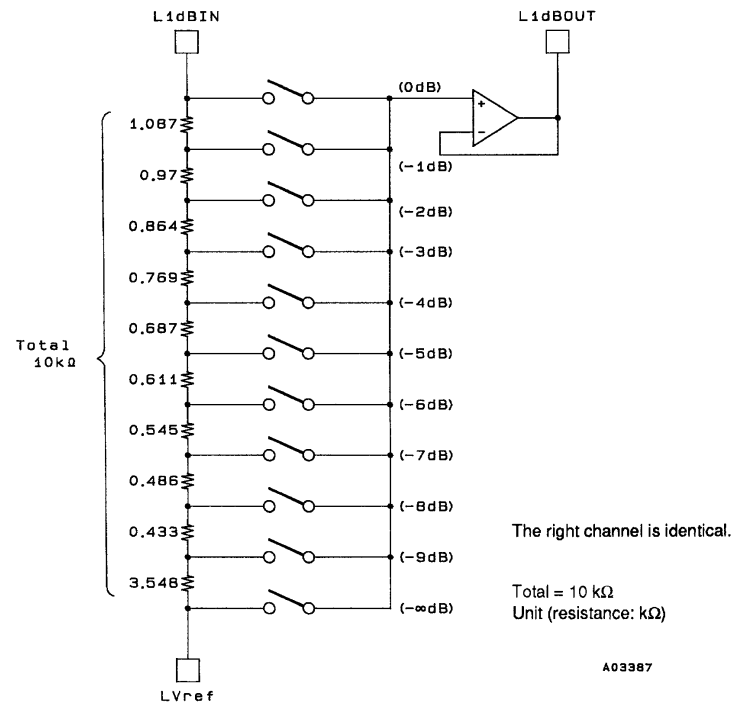 L1dBIN
L1dBOUT
(0dB)
+
−
1.087
(−1dB)
0.97
(−2dB)
0.864
(−3dB)
0.769
(−4dB)
0.687
Total
10kΩ
(−5dB)
0.611
(−6dB)
0.545
(−7dB)
0.486
(−8dB)
0.433
(−9dB)
3.548
(−∞dB)
The right channel is identical.
Total = 10 kΩ
Unit (resistance: kΩ)
A03387
LVref